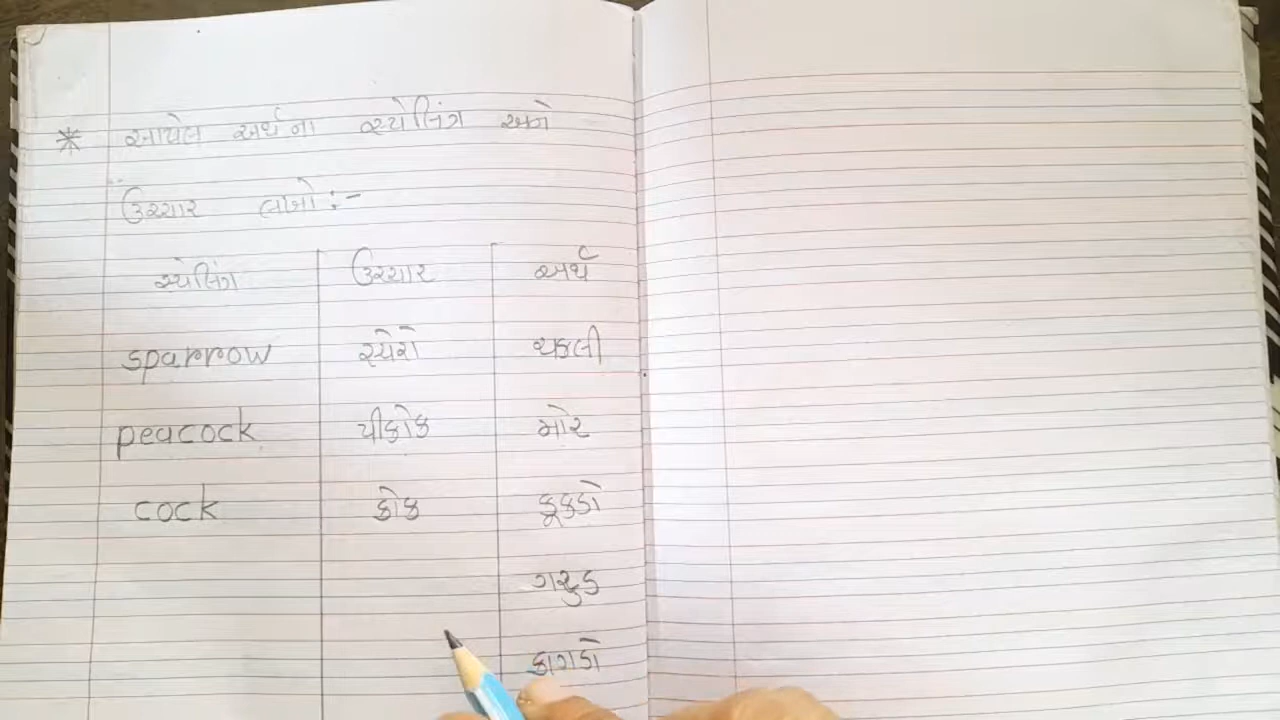 * આપેલ અર્થના સ્પેલિંગ અને
ઉચ્ચાર લખો :-
સ્પેલિંગ ઉચ્ચાર અર્થ
sparrow સ્પેરો ચકલી
peacock પીકોક મોર
cock કોક કૂકડો
ગરુડ
કાગડો